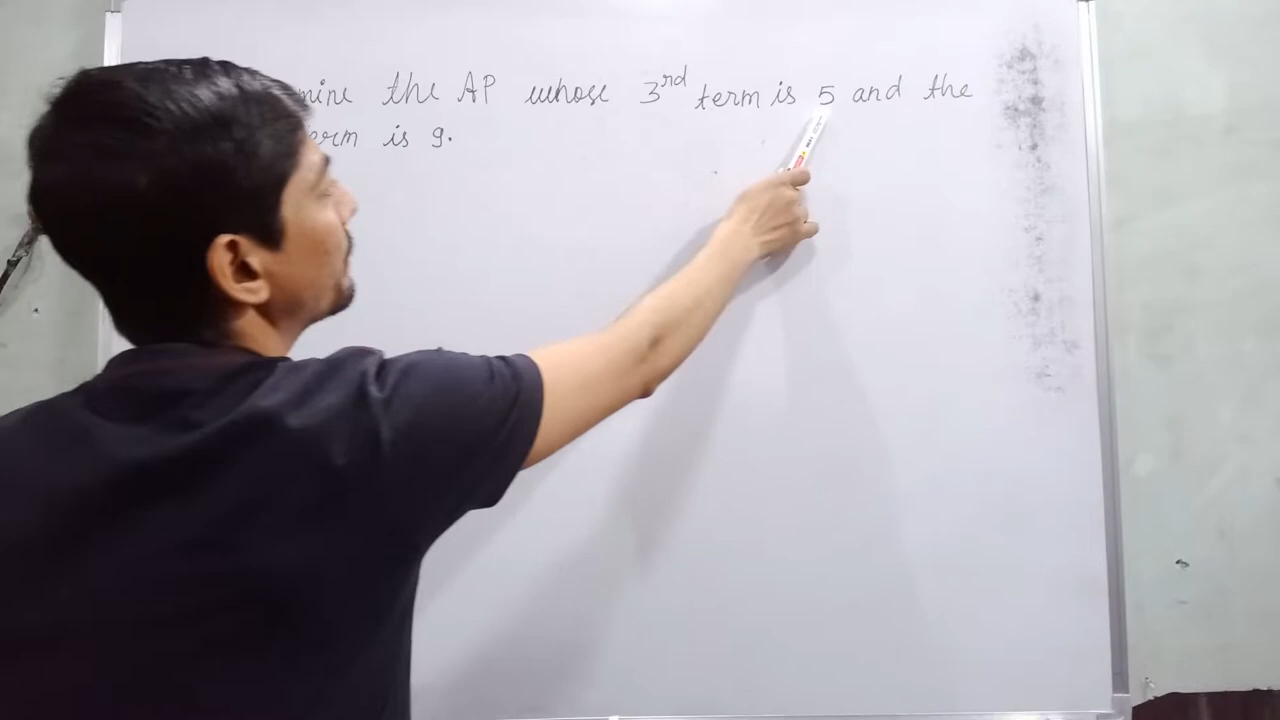 mine the AP whose 3rd term is 5 and the
erm is 9.